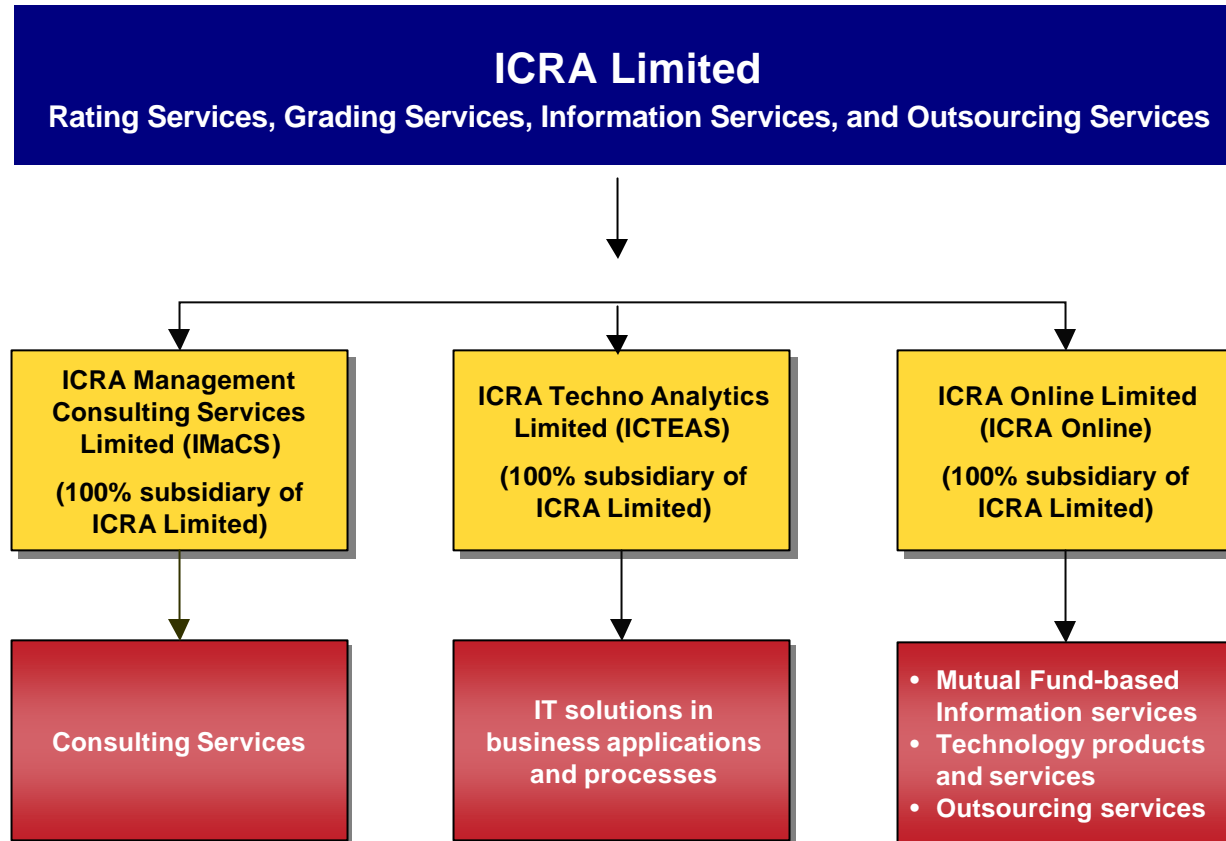 ICRA Limited
Rating Services, Grading Services, Information Services, and Outsourcing Services
ICRA Management
Consulting Services
Limited (IMaCS)
(100% subsidiary of
ICRA Limited)
ICRA Techno Analytics
Limited (ICTEAS)
(100% subsidiary of
ICRA Limited)
ICRA Online Limited
(ICRA Online)
(100% subsidiary of
ICRA Limited)
Consulting Services
IT solutions in
business applications
and processes
• Mutual Fund-based
Information services
• Technology products
and services
• Outsourcing services